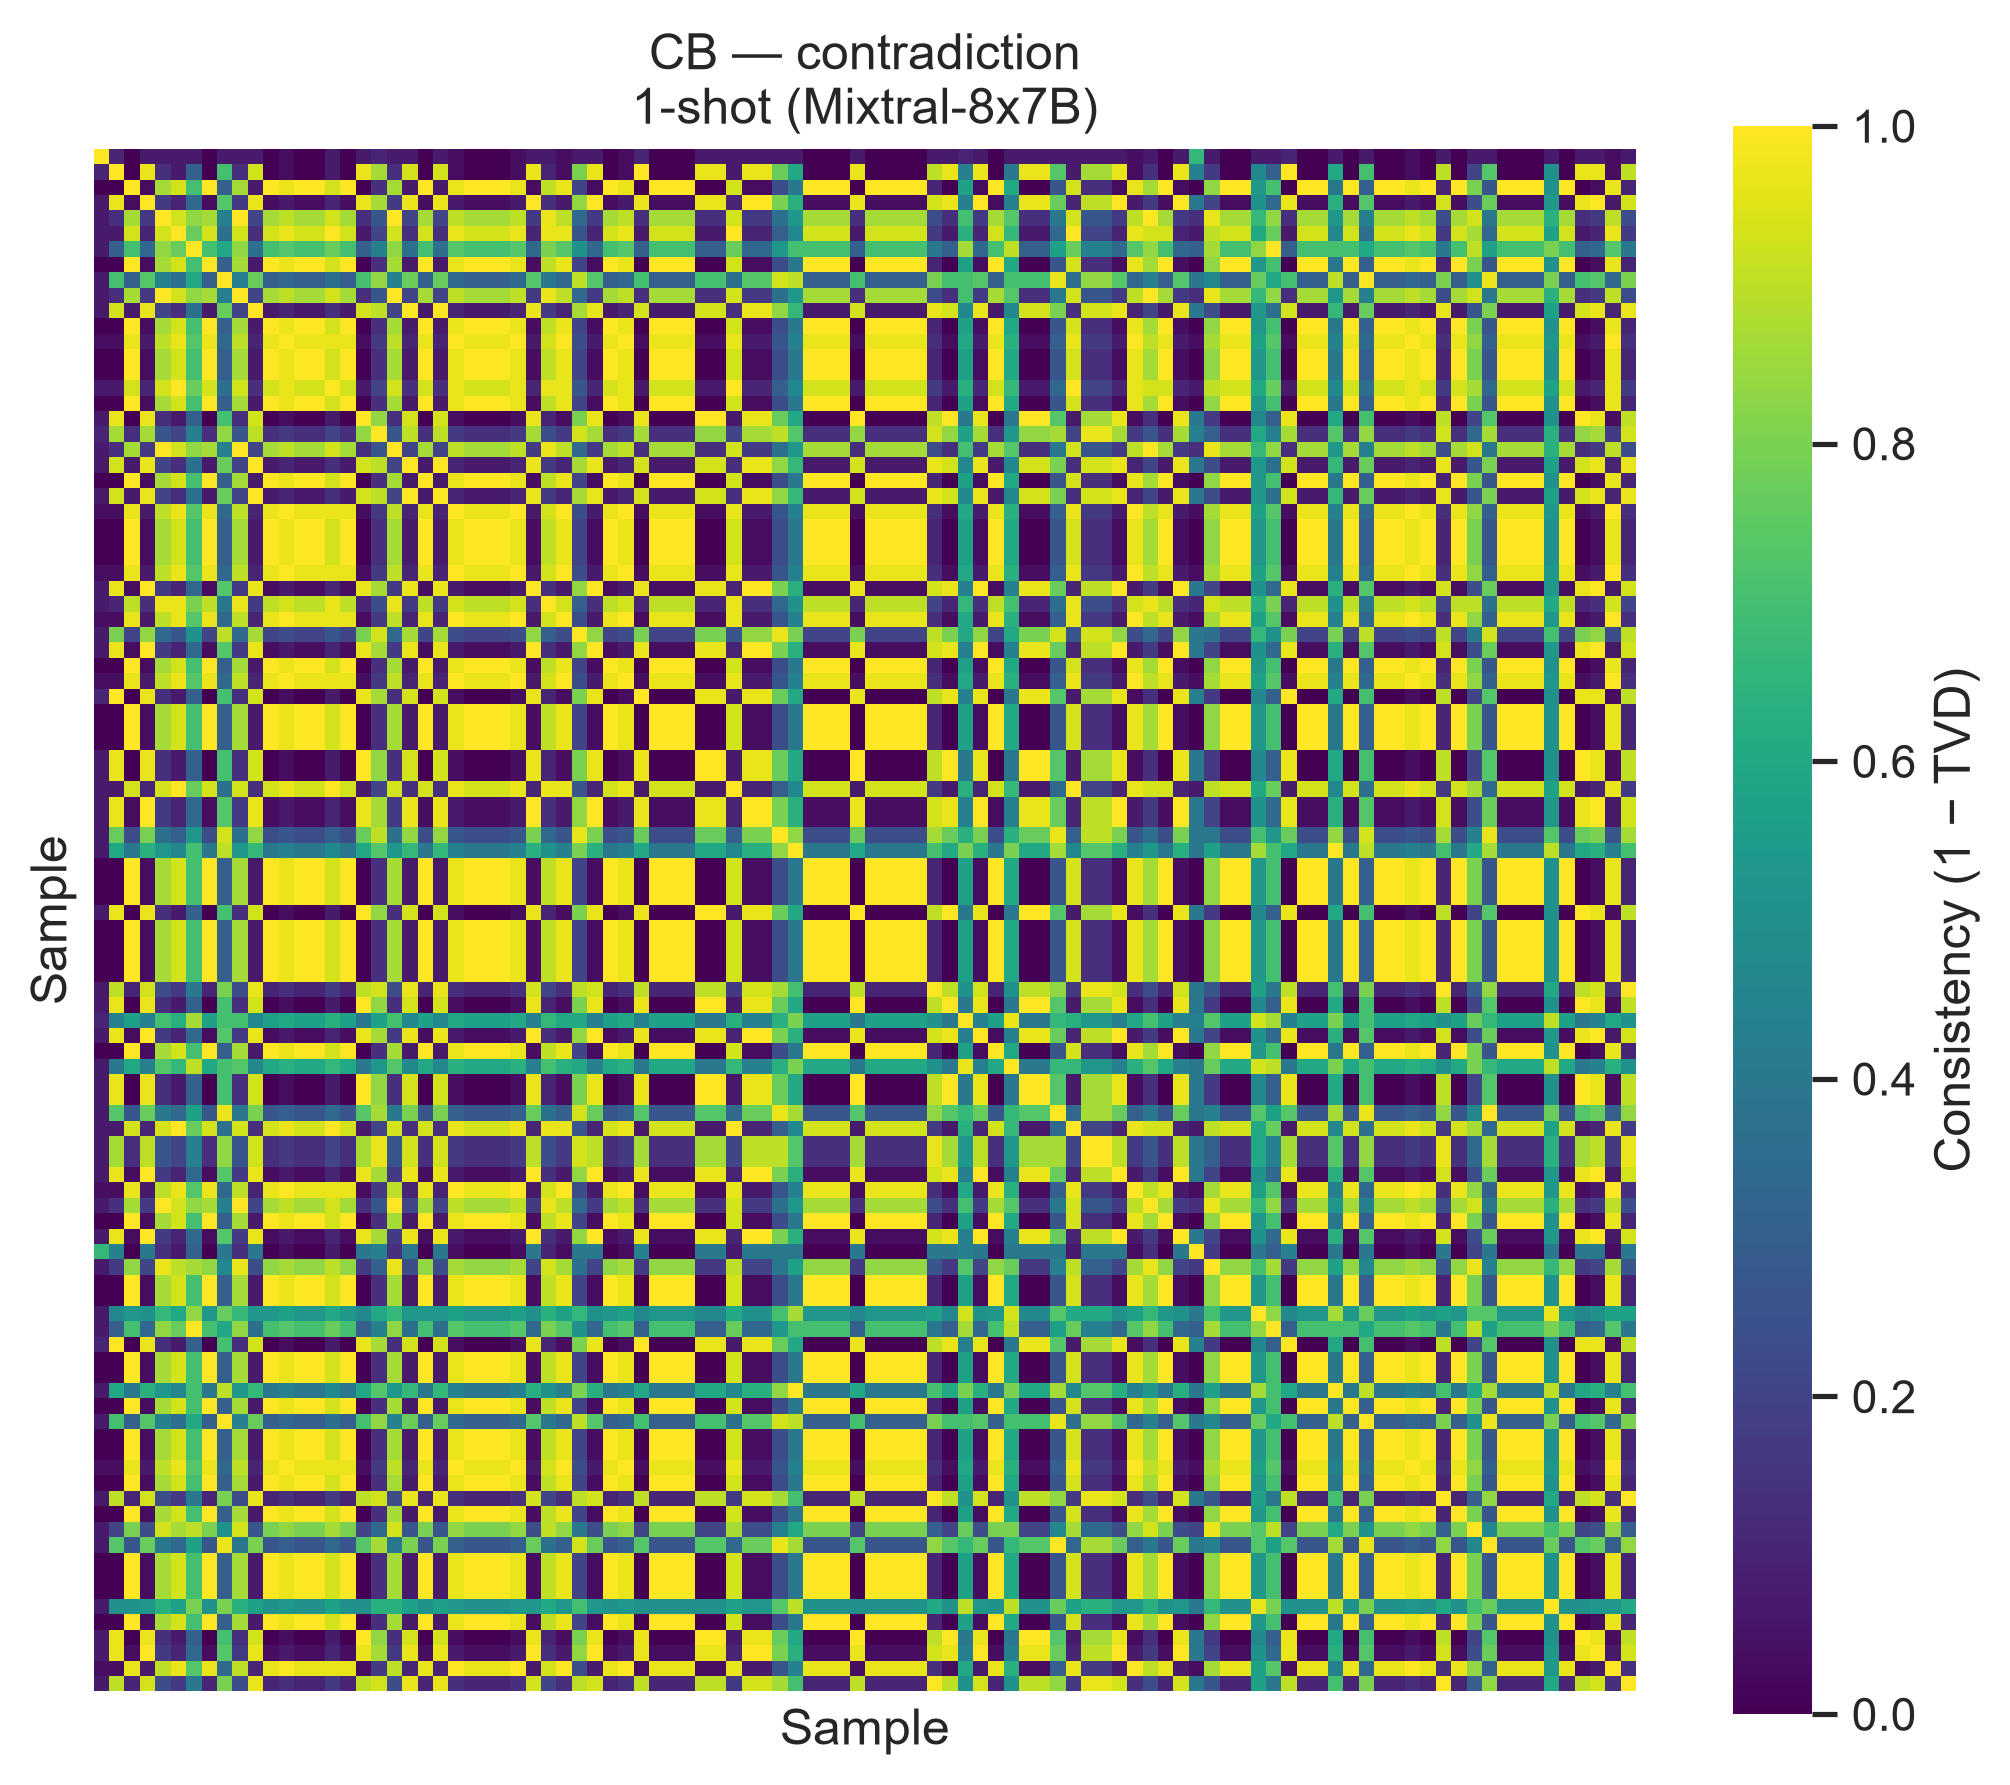 CB — contradiction
1-shot (Mixtral-8x7B)
Sample
Sample
1.0
0.8
0.6
0.4
0.2
0.0
Consistency (1 − TVD)